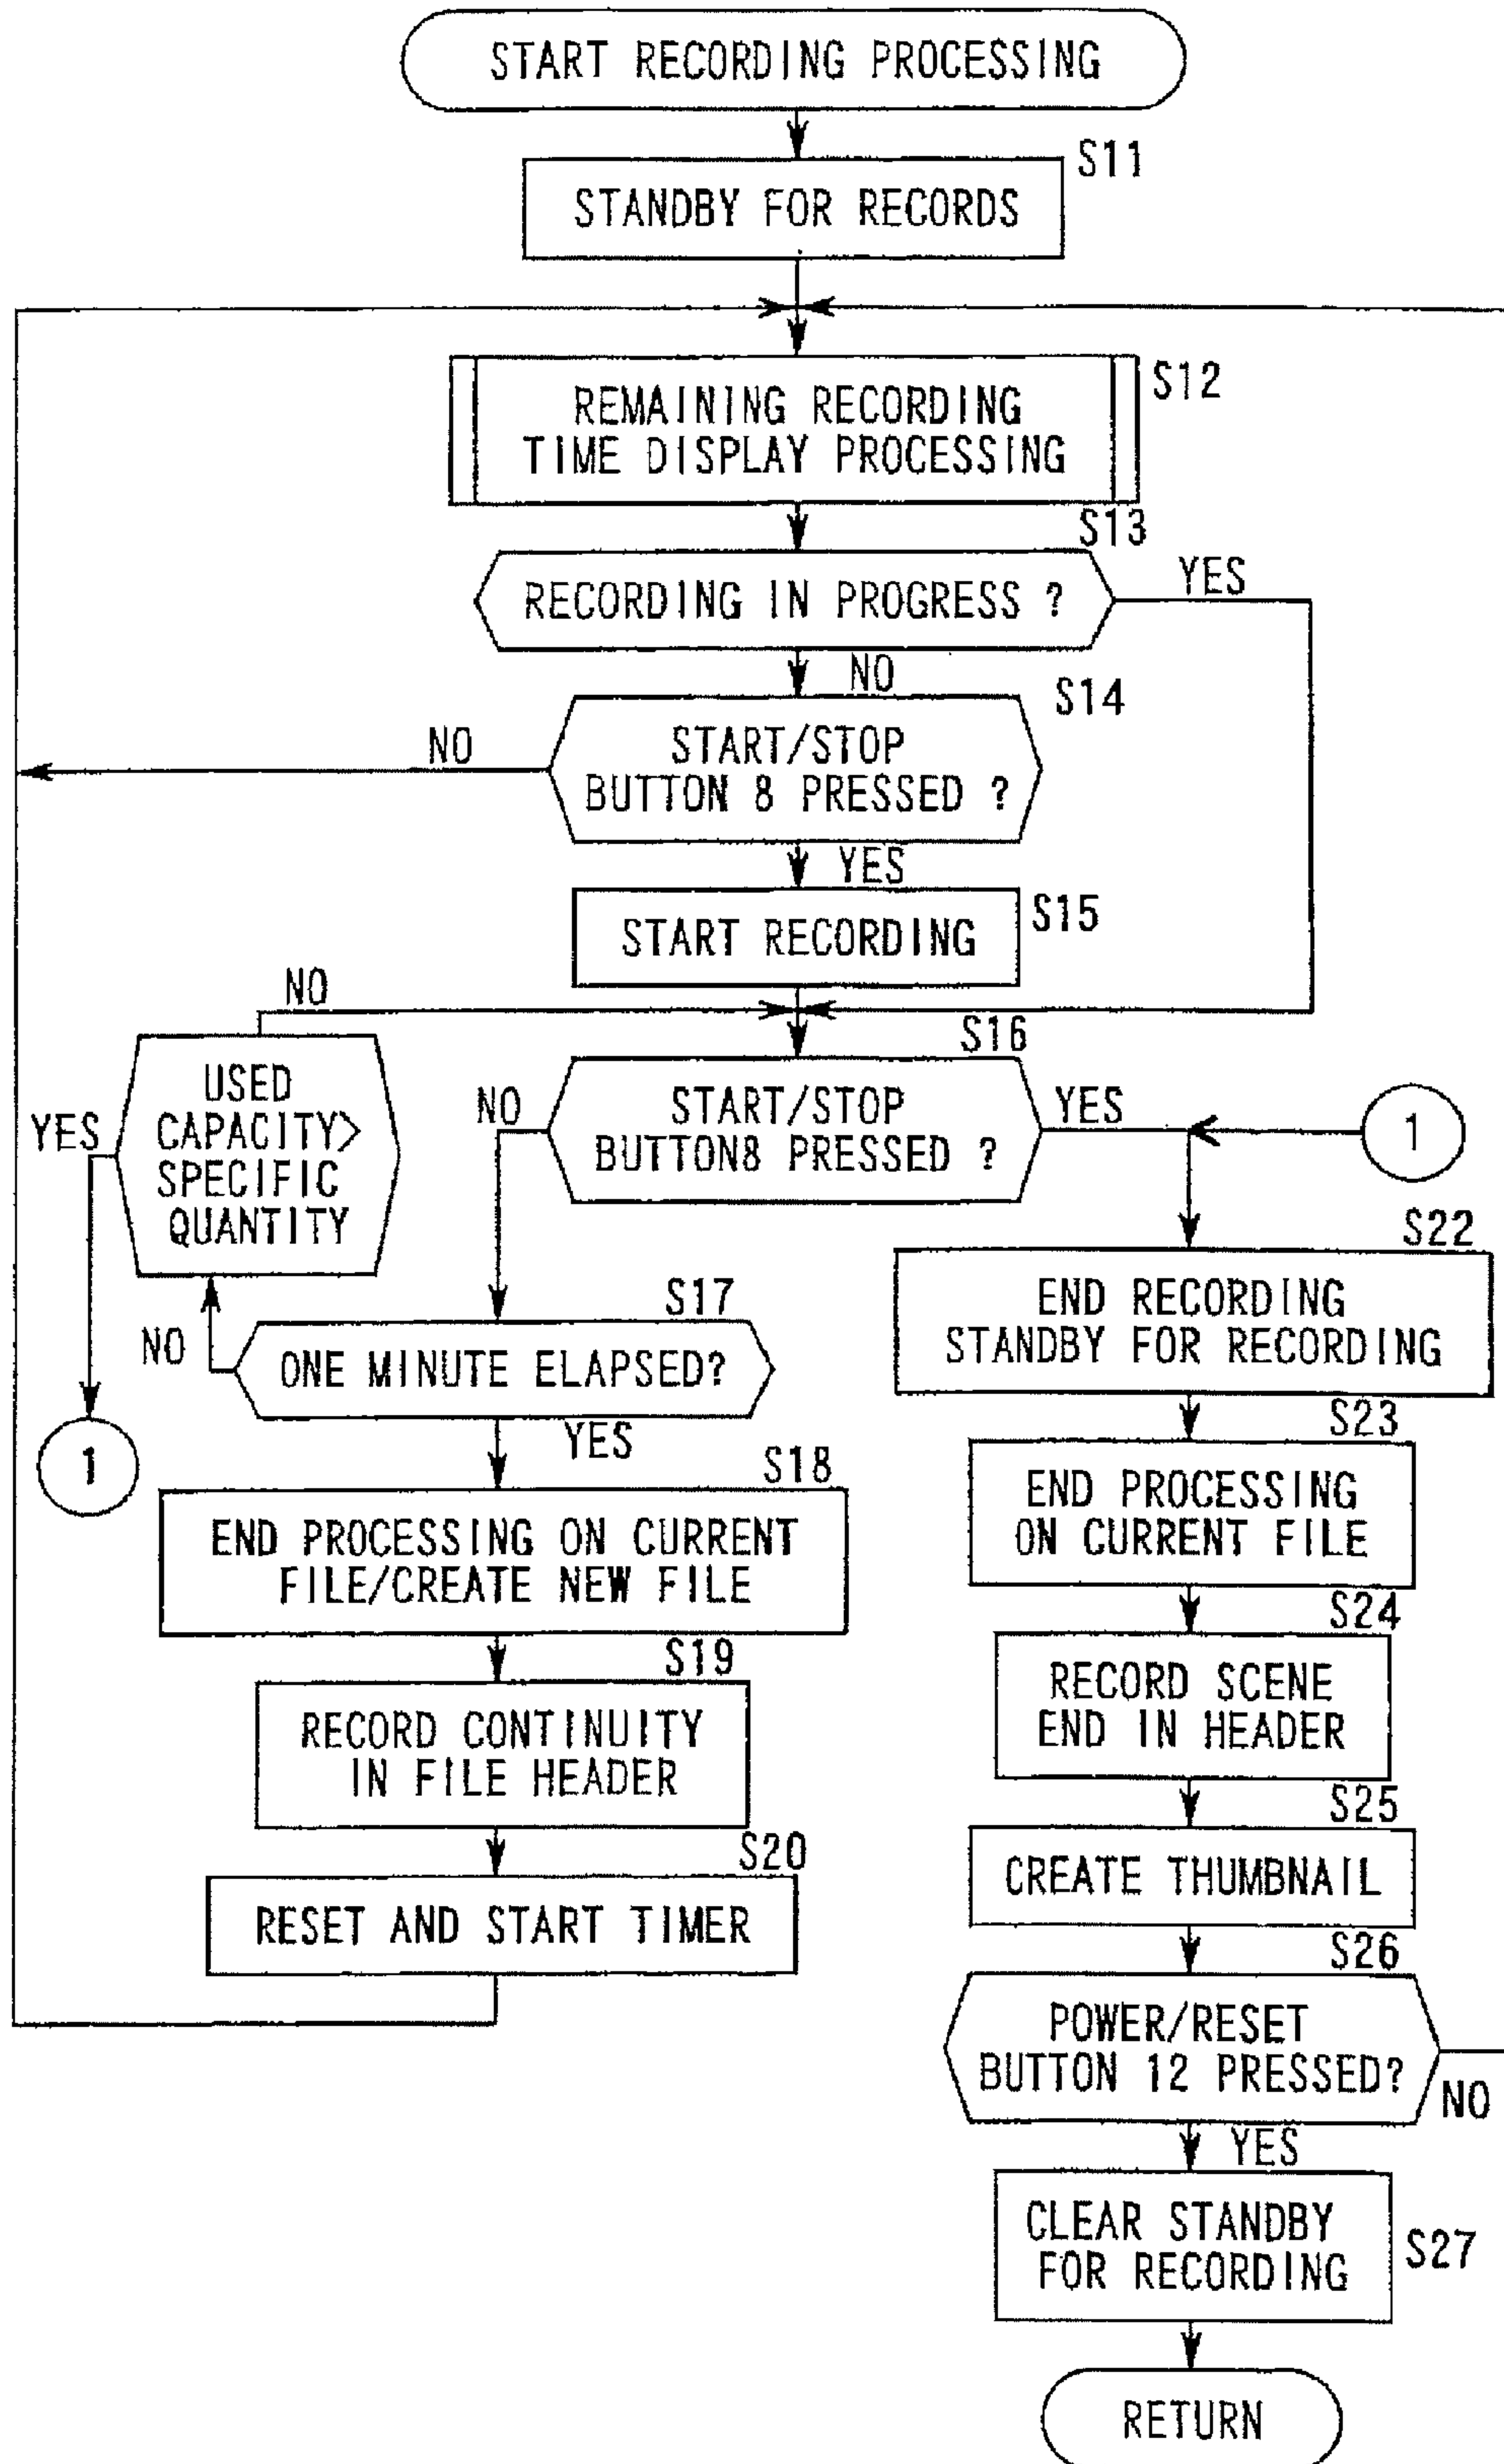 START RECORDING PROCESSING
S11
STANDBY FOR RECORDS
S12
REMAINING RECORDING
TIME DISPLAY PROCESSING
S13
RECORDING IN PROGRESS ?
YES
NO
S14
START/STOP
BUTTON 8 PRESSED ?
NO
YES
START RECORDING
S15
NO
USED
CAPACITY>
SPECIFIC
QUANTITY
YES
S16
START/STOP
BUTTON8 PRESSED ?
NO
YES
1
S17
ONE MINUTE ELAPSED?
NO
1
YES
S18
END PROCESSING ON CURRENT
FILE/CREATE NEW FILE
S19
RECORD CONTINUITY
IN FILE HEADER
S20
RESET AND START TIMER
S22
END RECORDING
STANDBY FOR RECORDING
S23
END PROCESSING
ON CURRENT FILE
S24
RECORD SCENE
END IN HEADER
S25
CREATE THUMBNAIL
S26
POWER/RESET
BUTTON 12 PRESSED?
NO
YES
CLEAR STANDBY
FOR RECORDING
S27
RETURN